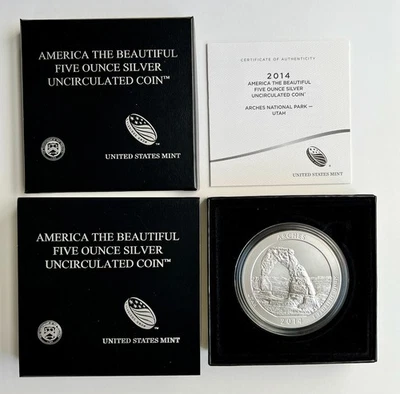 AMERICA THE BEAUTIFUL
FIVE OUNCE SILVER
UNCIRCULATED COIN™
UNITED STATES MINT
CERTIFICATE OF AUTHENTICITY
2014
AMERICA THE BEAUTIFUL
FIVE OUNCE SILVER
UNCIRCULATED COIN™
ARCHES NATIONAL PARK —
UTAH
UNITED STATES MINT
AMERICA THE BEAUTIFUL
FIVE OUNCE SILVER
UNCIRCULATED COIN™
UNITED STATES MINT
ARCHES
2014